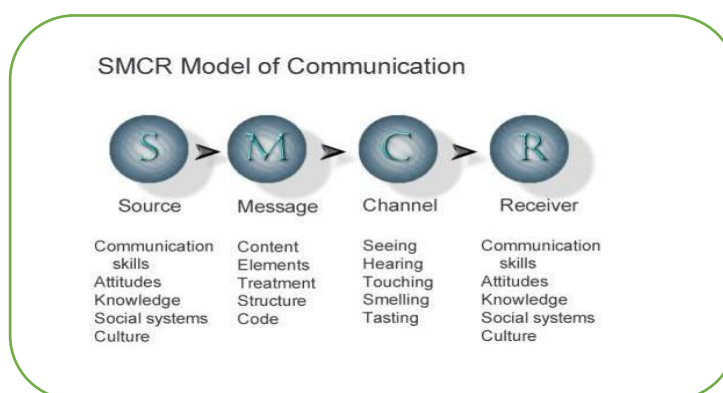 SMCR Model of Communication
S M C R
Source Message Channel Receiver
Communication
skills
Attitudes
Knowledge
Social systems
Culture
Content
Elements
Treatment
Structure
Code
Seeing
Hearing
Touching
Smelling
Tasting
Communication
skills
Attitudes
Knowledge
Social systems
Culture